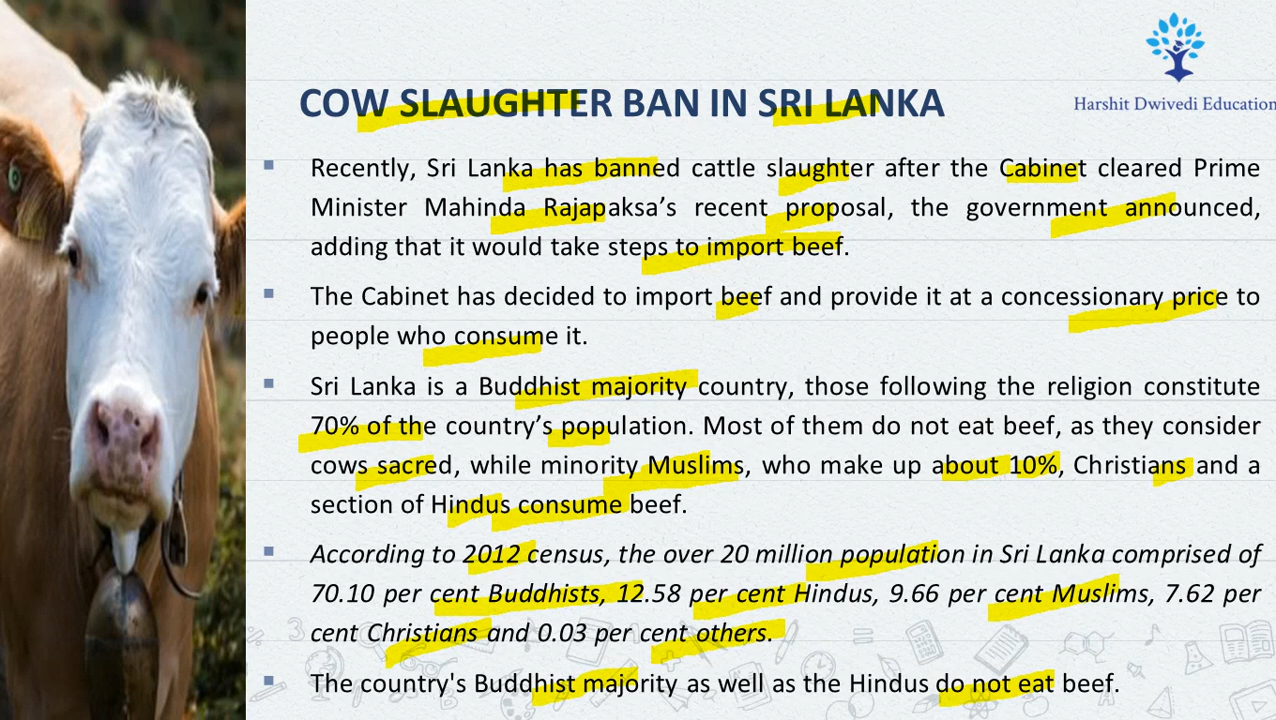 Harshit Dwivedi Education
COW SLAUGHTER BAN IN SRI LANKA
▪ Recently, Sri Lanka has banned cattle slaughter after the Cabinet cleared Prime
Minister Mahinda Rajapaksa’s recent proposal, the government announced,
adding that it would take steps to import beef.
▪ The Cabinet has decided to import beef and provide it at a concessionary price to
people who consume it.
▪ Sri Lanka is a Buddhist majority country, those following the religion constitute
70% of the country’s population. Most of them do not eat beef, as they consider
cows sacred, while minority Muslims, who make up about 10%, Christians and a
section of Hindus consume beef.
▪ According to 2012 census, the over 20 million population in Sri Lanka comprised of
70.10 per cent Buddhists, 12.58 per cent Hindus, 9.66 per cent Muslims, 7.62 per
cent Christians and 0.03 per cent others.
▪ The country's Buddhist majority as well as the Hindus do not eat beef.